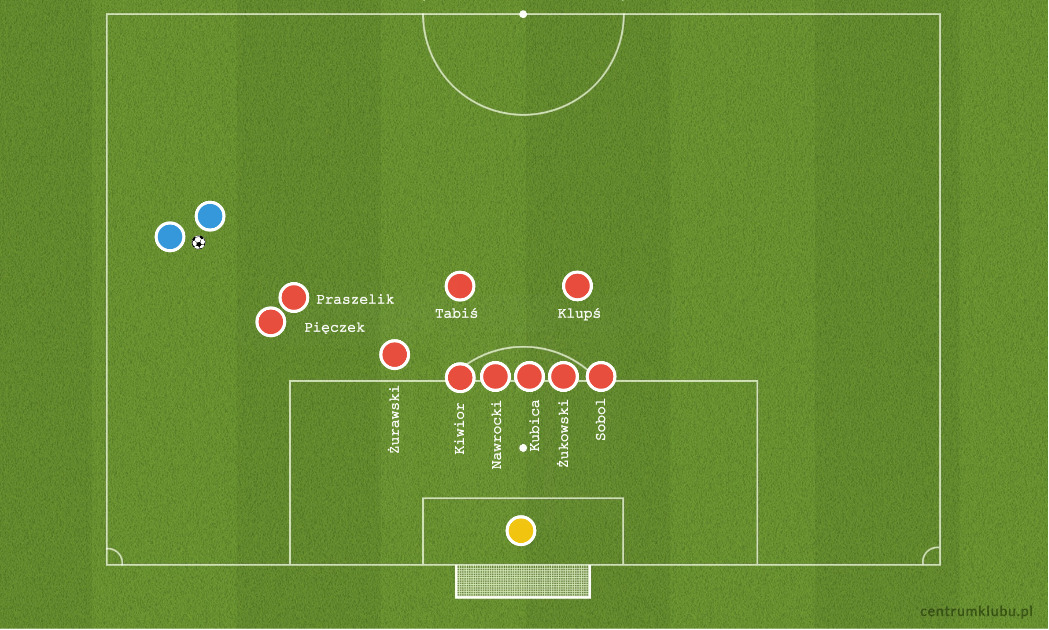 Praszelik
Tabiś
Klupś
Pięczek
Żurawski
Kiwior
Nawrocki
Kubica
Żukowski
Sobol
centrumklubu.pl